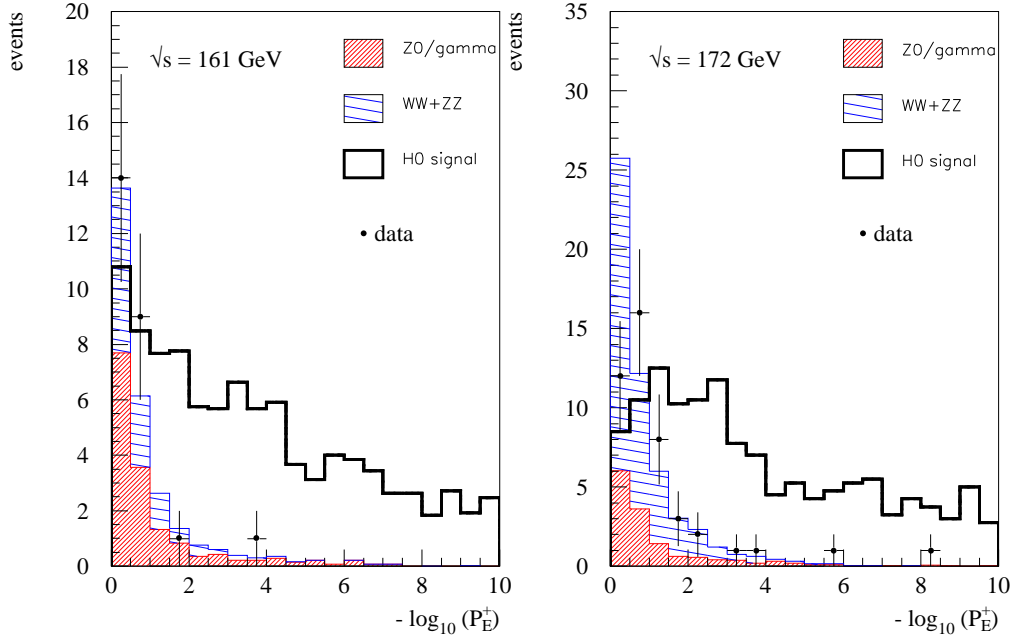 events
20
18
16
14
12
10
8
6
4
2
0
√s = 161 GeV
Z0/gamma
WW+ZZ
H0 signal
data
0 2 4 6 8 10
- log₁₀ (P_E^+)
events
35
30
25
20
15
10
5
0
√s = 172 GeV
Z0/gamma
WW+ZZ
H0 signal
data
0 2 4 6 8 10
- log₁₀ (P_E^+)